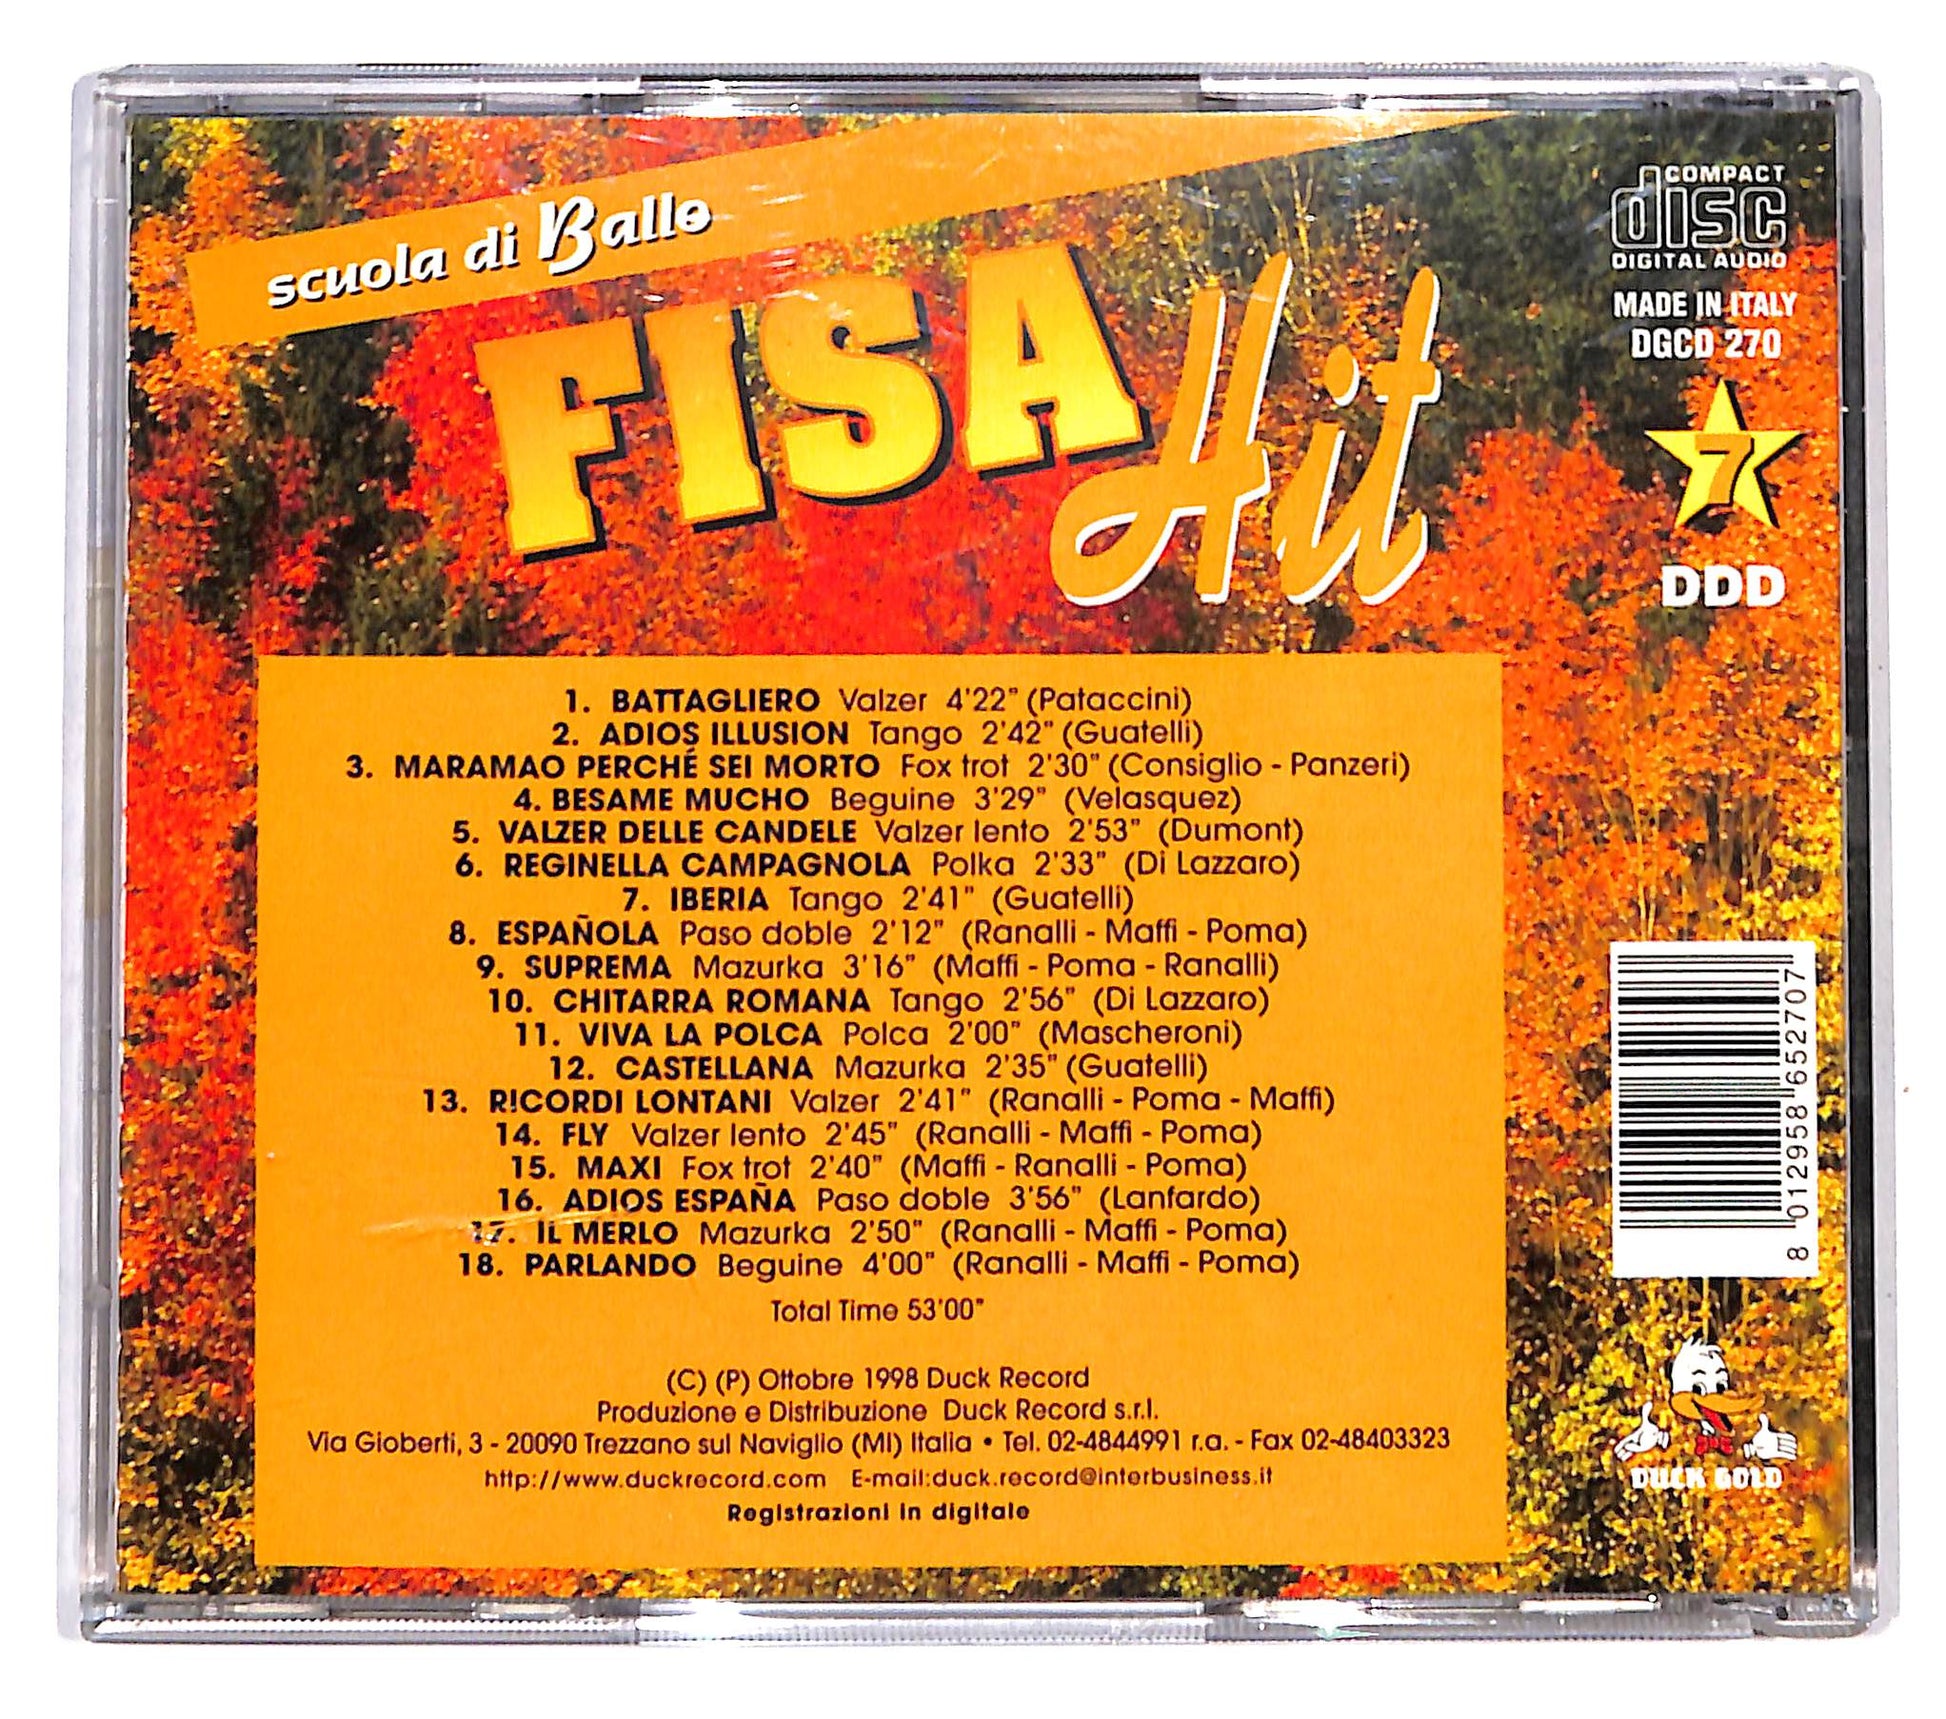 scuola di Ballo
FISA
Hit
COMPACT
disc
DIGITAL AUDIO
MADE IN ITALY
DGCD 270
7
DDD
1. BATTAGLIERO Valzer 4'22" (Pataccini)
2. ADIOS ILLUSION Tango 2'42" (Guatelli)
3. MARAMAO PERCHÉ SEI MORTO Fox trot 2'30" (Consiglio - Panzeri)
4. BESAME MUCHO Beguine 3'29" (Velasquez)
5. VALZER DELLE CANDELE Valzer lento 2'53" (Dumont)
6. REGINELLA CAMPAGNOLA Polka 2'33" (Di Lazzaro)
7. IBERIA Tango 2'41" (Guatelli)
8. ESPAÑOLA Paso doble 2'12" (Ranalli - Maffi - Poma)
9. SUPREMA Mazurka 3'16" (Maffi - Poma - Ranalli)
10. CHITARRA ROMANA Tango 2'56" (Di Lazzaro)
11. VIVA LA POLCA Polca 2'00" (Mascheroni)
12. CASTELLANA Mazurka 2'35" (Guatelli)
13. RICORDI LONTANI Valzer 2'41" (Ranalli - Poma - Maffi)
14. FLY Valzer lento 2'45" (Ranalli - Maffi - Poma)
15. MAXI Fox trot 2'40" (Maffi - Ranalli - Poma)
16. ADIOS ESPAÑA Paso doble 3'56" (Lanfardo)
17. IL MERLO Mazurka 2'50" (Ranalli - Maffi - Poma)
18. PARLANDO Beguine 4'00" (Ranalli - Maffi - Poma)
Total Time 53'00"
(C) (P) Ottobre 1998 Duck Record
Produzione e Distribuzione Duck Record s.r.l.
Via Gioberti, 3 - 20090 Trezzano sul Naviglio (MI) Italia • Tel. 02-4844991 r.a. - Fax 02-48403323
http://www.duckrecord.com E-mail:duck.record@interbusiness.it
Registrazioni in digitale
8 012958 652707
DUCK GOLD